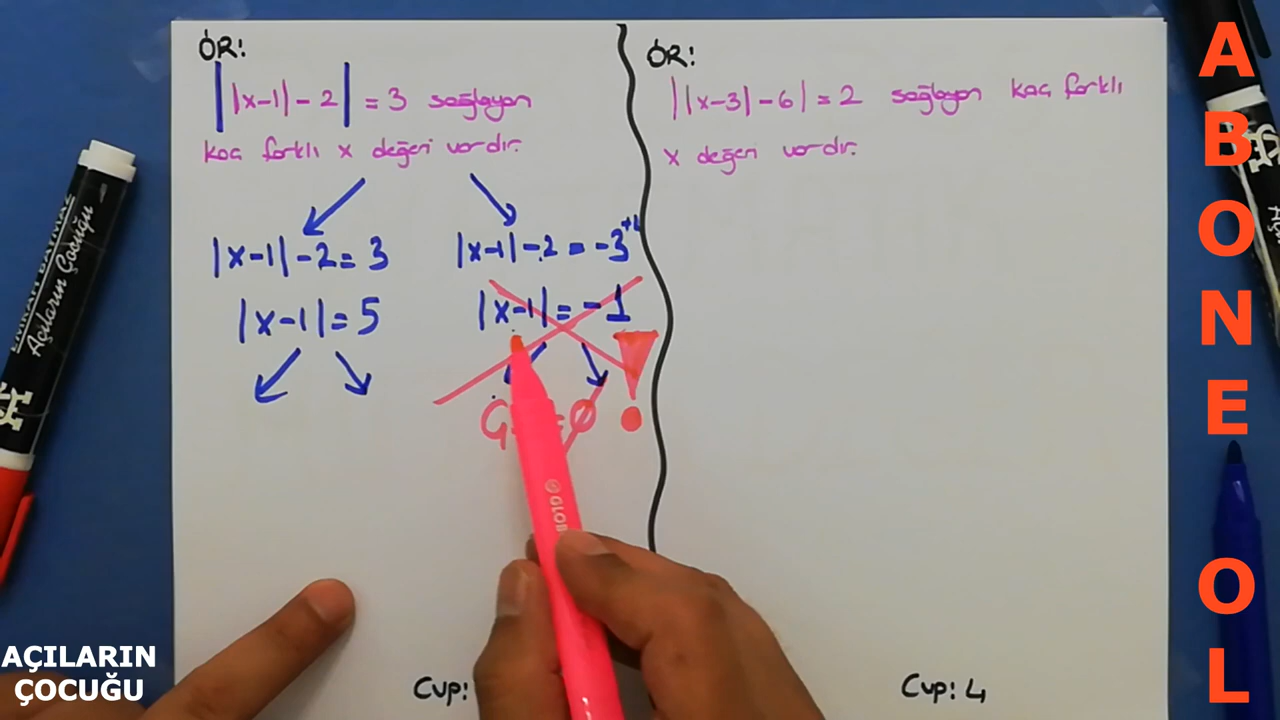 ÖR:
||x-1|-2| = 3 sağlayan
kaç farklı x değeri vardır.
|x-1|-2 = 3
|x-1| = 5
|x-1|-2 = -3
|x-1| = -1
Ç
∅
!
Cvp:
ÖR:
||x-3|-6| = 2 sağlayan kaç farklı
x değeri vardır.
Cvp: 4
Açıların Çocuğu
AÇILARIN
ÇOCUĞU
ABONE OL